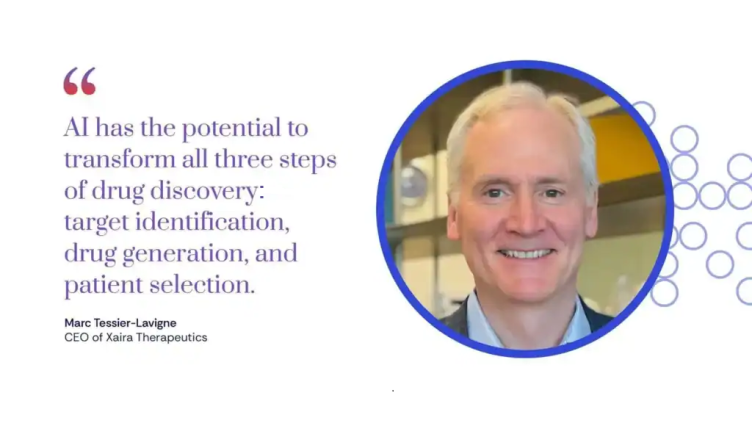 “
AI has the potential to
transform all three steps
of drug discovery:
target identification,
drug generation, and
patient selection.
Marc Tessier-Lavigne
CEO of Xaira Therapeutics
.